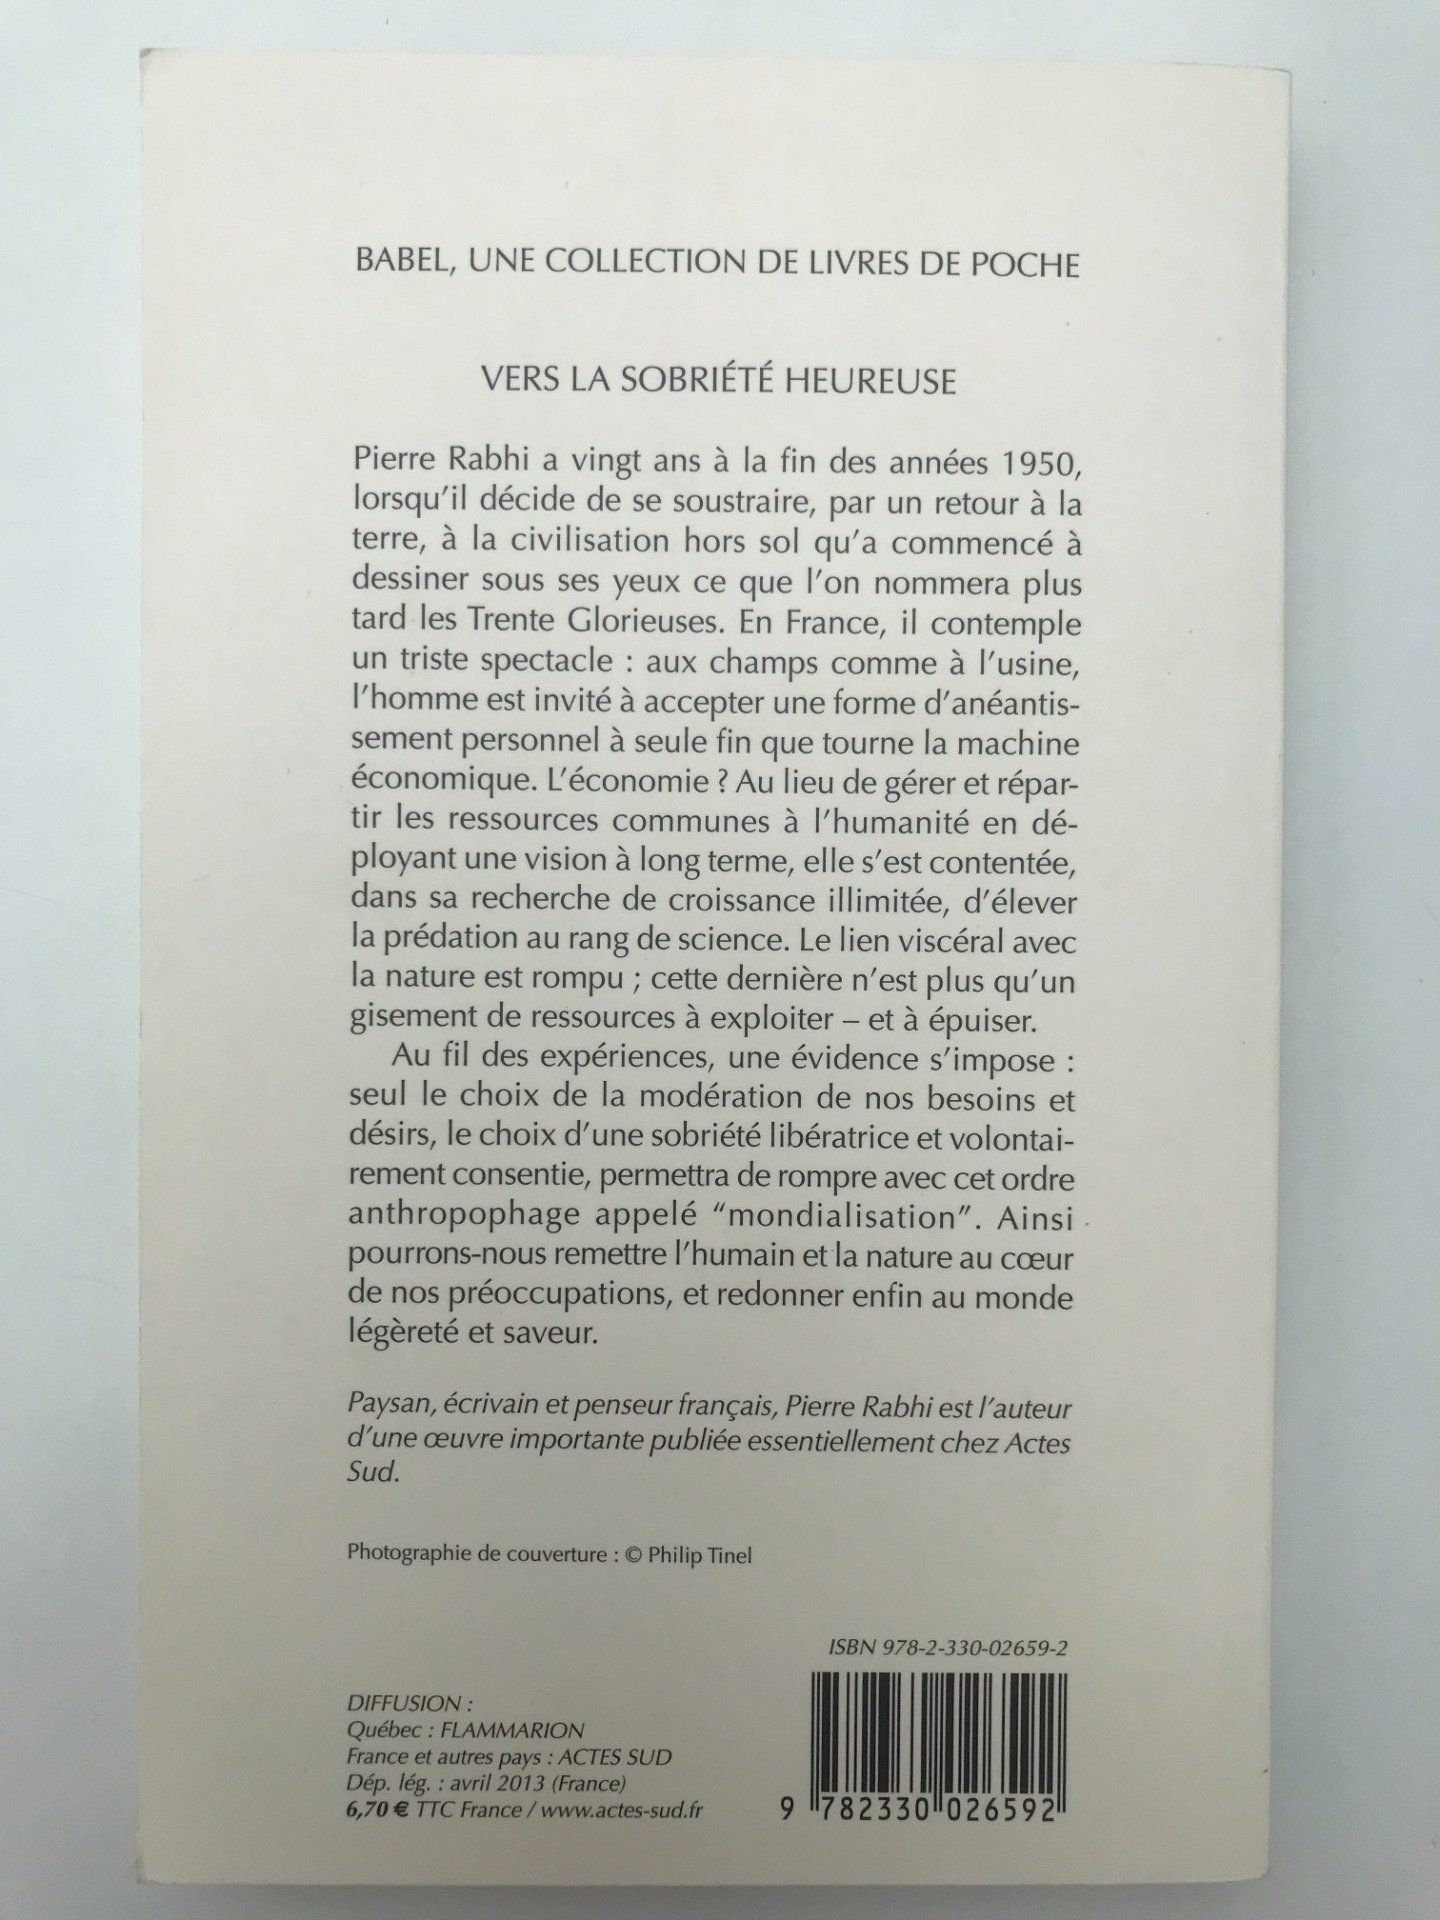 BABEL, UNE COLLECTION DE LIVRES DE POCHE
VERS LA SOBRIÉTÉ HEUREUSE
Pierre Rabhi a vingt ans à la fin des années 1950,
lorsqu'il décide de se soustraire, par un retour à la
terre, à la civilisation hors sol qu'a commencé à
dessiner sous ses yeux ce que l'on nommera plus
tard les Trente Glorieuses. En France, il contemple
un triste spectacle : aux champs comme à l'usine,
l'homme est invité à accepter une forme d'anéantis-
sement personnel à seule fin que tourne la machine
économique. L'économie ? Au lieu de gérer et répar-
tir les ressources communes à l'humanité en dé-
ployant une vision à long terme, elle s'est contentée,
dans sa recherche de croissance illimitée, d'élever
la prédation au rang de science. Le lien viscéral avec
la nature est rompu ; cette dernière n'est plus qu'un
gisement de ressources à exploiter – et à épuiser.
Au fil des expériences, une évidence s'impose :
seul le choix de la modération de nos besoins et
désirs, le choix d'une sobriété libératrice et volontai-
rement consentie, permettra de rompre avec cet ordre
anthropophage appelé "mondialisation". Ainsi
pourrons-nous remettre l'humain et la nature au cœur
de nos préoccupations, et redonner enfin au monde
légèreté et saveur.
Paysan, écrivain et penseur français, Pierre Rabhi est l'auteur
d'une œuvre importante publiée essentiellement chez Actes
Sud.
Photographie de couverture : © Philip Tinel
ISBN 978-2-330-02659-2
DIFFUSION :
Québec : FLAMMARION
France et autres pays : ACTES SUD
Dép. lég. : avril 2013 (France)
6,70 € TTC France / www.actes-sud.fr
9 782330 026592